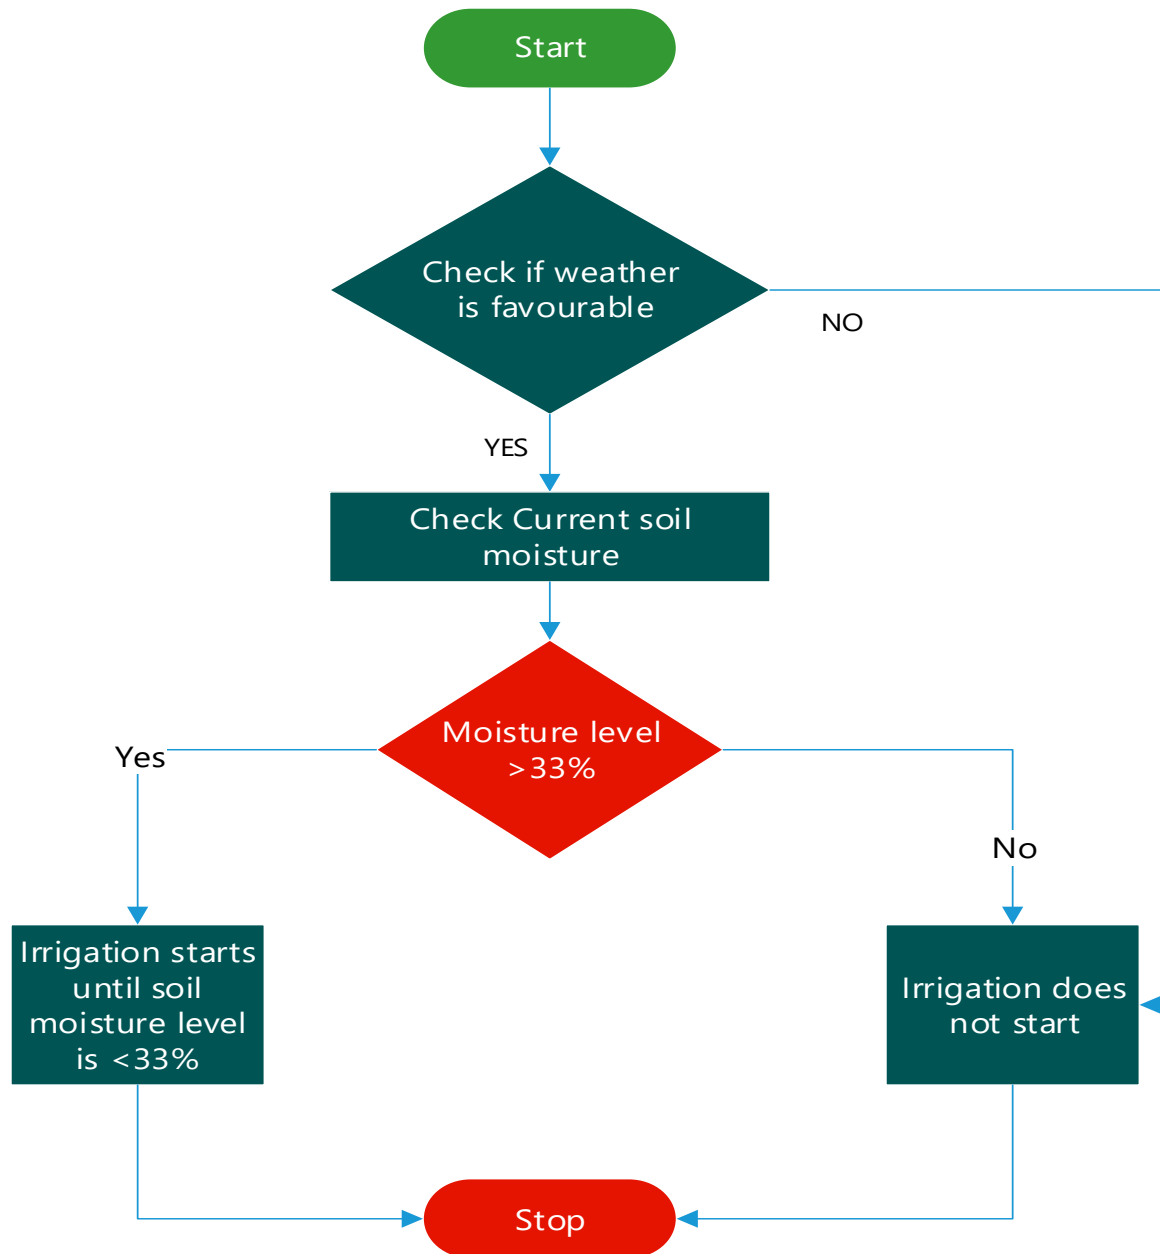 Start
Check if weather
is favourable
NO
YES
Check Current soil
moisture
Moisture level
>33%
Yes
No
Irrigation starts
until soil
moisture level
is <33%
Irrigation does
not start
Stop